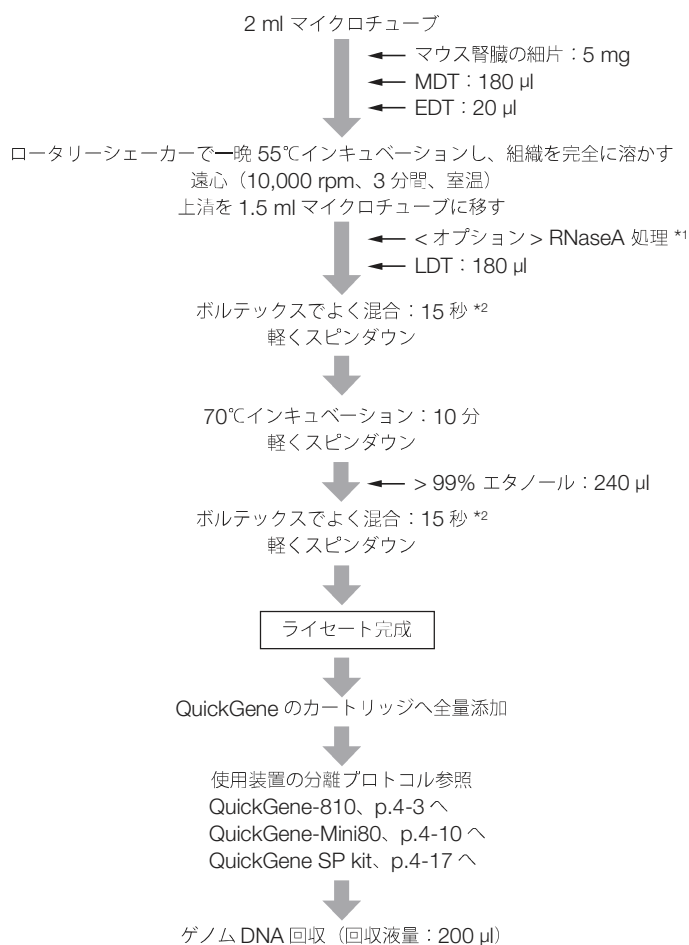 2 ml マイクロチューブ
マウス腎臓の細片：5 mg
MDT：180 μl
EDT：20 μl
ロータリーシェーカーで一晩 55℃インキュベーションし、組織を完全に溶かす
遠心（10,000 rpm、3 分間、室温）
上清を 1.5 ml マイクロチューブに移す
< オプション > RNaseA 処理 *1
LDT：180 μl
ボルテックスでよく混合：15 秒 *2
軽くスピンダウン
70℃インキュベーション：10 分
軽くスピンダウン
> 99% エタノール：240 μl
ボルテックスでよく混合：15 秒 *2
軽くスピンダウン
ライセート完成
QuickGene のカートリッジへ全量添加
使用装置の分離プロトコル参照
QuickGene-810、p.4-3 へ
QuickGene-Mini80、p.4-10 へ
QuickGene SP kit、p.4-17 へ
ゲノム DNA 回収（回収液量：200 μl）